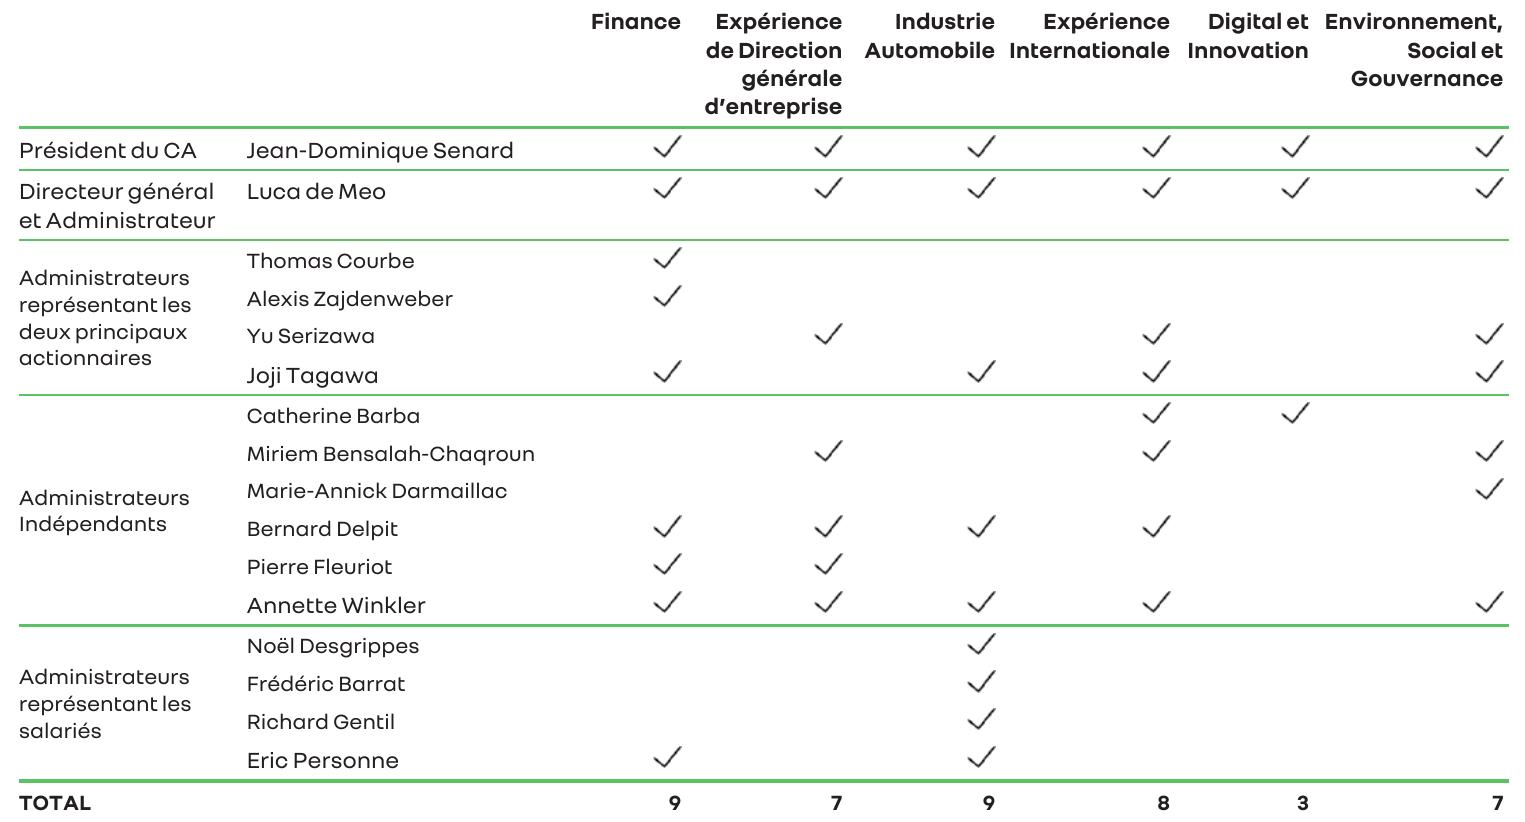 Finance Expérience de Direction générale d’entreprise Industrie Automobile Expérience Internationale Digital et Innovation Environnement, Social et Gouvernance
Président du CA Jean-Dominique Senard ✓ ✓ ✓ ✓ ✓ ✓
Directeur général et Administrateur Luca de Meo ✓ ✓ ✓ ✓ ✓ ✓
Administrateurs représentant les deux principaux actionnaires
Thomas Courbe ✓
Alexis Zajdenweber ✓
Yu Serizawa ✓ ✓ ✓
Joji Tagawa ✓ ✓ ✓ ✓
Administrateurs Indépendants
Catherine Barba ✓ ✓
Miriem Bensalah-Chaqroun ✓ ✓ ✓
Marie-Annick Darmaillac ✓
Bernard Delpit ✓ ✓ ✓ ✓
Pierre Fleuriot ✓ ✓
Annette Winkler ✓ ✓ ✓ ✓ ✓
Administrateurs représentant les salariés
Noël Desgrippes ✓
Frédéric Barrat ✓
Richard Gentil ✓
Eric Personne ✓ ✓
TOTAL 9 7 9 8 3 7